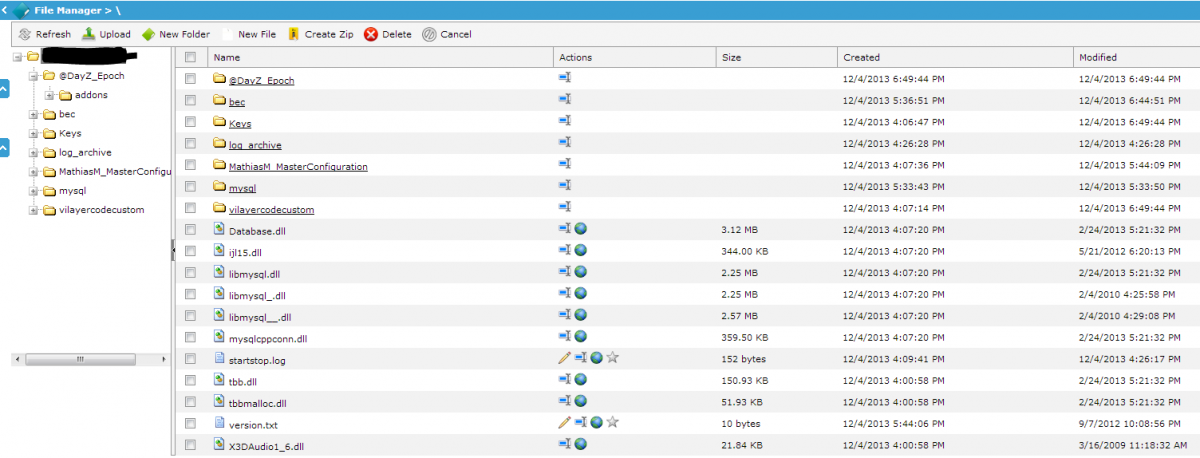 File Manager > \
Refresh Upload New Folder New File Create Zip Delete Cancel
@DayZ_Epoch
addons
bec
Keys
log_archive
MathiasM_MasterConfigu
mysql
vilayercodecustom
Name Actions Size Created Modified
@DayZ_Epoch 12/4/2013 6:49:44 PM 12/4/2013 6:49:44 PM
bec 12/4/2013 5:36:51 PM 12/4/2013 6:44:51 PM
Keys 12/4/2013 4:06:47 PM 12/4/2013 6:49:44 PM
log_archive 12/4/2013 4:26:28 PM 12/4/2013 4:26:28 PM
MathiasM_MasterConfiguration 12/4/2013 4:07:36 PM 12/4/2013 5:44:09 PM
mysql 12/4/2013 5:33:43 PM 12/4/2013 5:33:50 PM
vilayercodecustom 12/4/2013 4:07:14 PM 12/4/2013 6:49:44 PM
Database.dll 3.12 MB 12/4/2013 4:07:20 PM 2/24/2013 5:21:32 PM
ijl15.dll 344.00 KB 12/4/2013 4:07:20 PM 5/21/2012 6:20:13 PM
libmysql.dll 2.25 MB 12/4/2013 4:07:20 PM 2/24/2013 5:21:32 PM
libmysql_.dll 2.25 MB 12/4/2013 4:07:20 PM 2/4/2010 4:25:58 PM
libmysql__.dll 2.57 MB 12/4/2013 4:07:20 PM 2/4/2010 4:29:08 PM
mysqlcppconn.dll 359.50 KB 12/4/2013 4:07:20 PM 2/24/2013 5:21:32 PM
startstop.log 152 bytes 12/4/2013 4:09:41 PM 12/4/2013 4:26:17 PM
tbb.dll 150.93 KB 12/4/2013 4:00:58 PM 2/24/2013 5:21:32 PM
tbbmalloc.dll 51.93 KB 12/4/2013 4:00:58 PM 2/24/2013 5:21:32 PM
version.txt 10 bytes 12/4/2013 5:44:06 PM 9/7/2012 10:08:56 PM
X3DAudio1_6.dll 21.84 KB 12/4/2013 4:00:58 PM 3/16/2009 11:18:32 AM